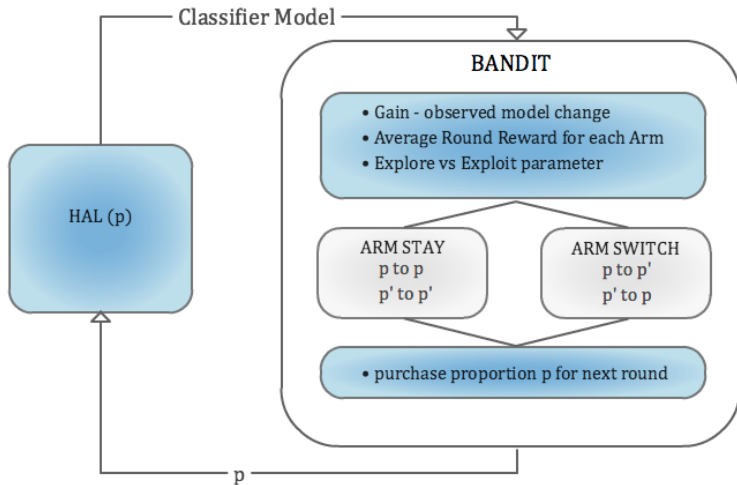 Classifier Model
BANDIT
• Gain - observed model change
• Average Round Reward for each Arm
• Explore vs Exploit parameter
HAL (p)
ARM STAY
p to p
p' to p'
ARM SWITCH
p to p'
p' to p
• purchase proportion p for next round
p